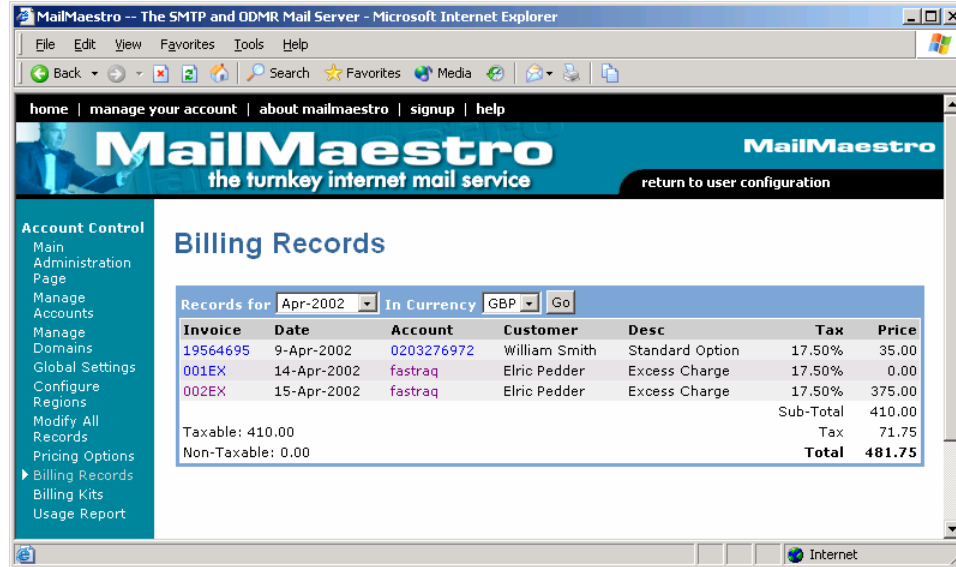 MailMaestro -- The SMTP and ODMR Mail Server - Microsoft Internet Explorer
File Edit View Favorites Tools Help
Back Search Favorites Media
home | manage your account | about mailmaestro | signup | help
MailMaestro
MailMaestro
the turnkey internet mail service
return to user configuration
Account Control
Main
Administration
Page
Manage
Accounts
Manage
Domains
Global Settings
Configure
Regions
Modify All
Records
Pricing Options
Billing Records
Billing Kits
Usage Report
Billing Records
Records for Apr-2002 In Currency GBP Go
Invoice Date Account Customer Desc Tax Price
19564695 9-Apr-2002 0203276972 William Smith Standard Option 17.50% 35.00
001EX 14-Apr-2002 fastraq Elric Pedder Excess Charge 17.50% 0.00
002EX 15-Apr-2002 fastraq Elric Pedder Excess Charge 17.50% 375.00
Sub-Total 410.00
Taxable: 410.00 Tax 71.75
Non-Taxable: 0.00 Total 481.75
Internet